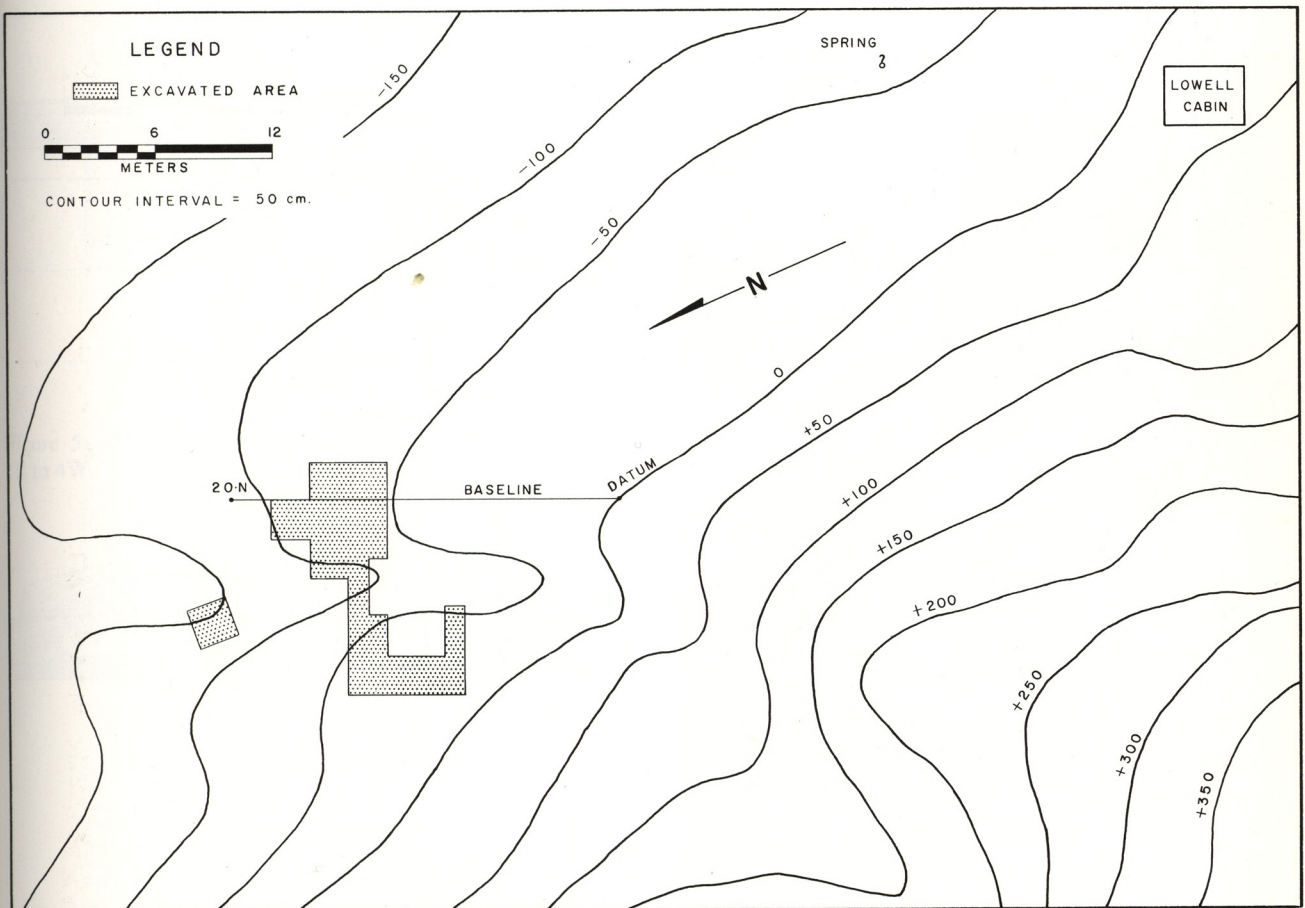 LEGEND
EXCAVATED AREA
0 6 12
METERS
CONTOUR INTERVAL = 50 cm.
-150
-100
-50
SPRING
LOWELL
CABIN
N
0
+50
20·N
BASELINE
DATUM
+100
+150
+200
+250
+300
+350